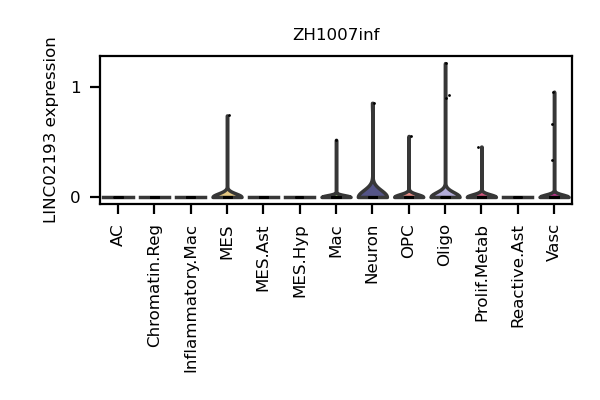 ZH1007inf
LINC02193 expression
1
0
AC
Chromatin.Reg
Inflammatory.Mac
MES
MES.Ast
MES.Hyp
Mac
Neuron
OPC
Oligo
Prolif.Metab
Reactive.Ast
Vasc